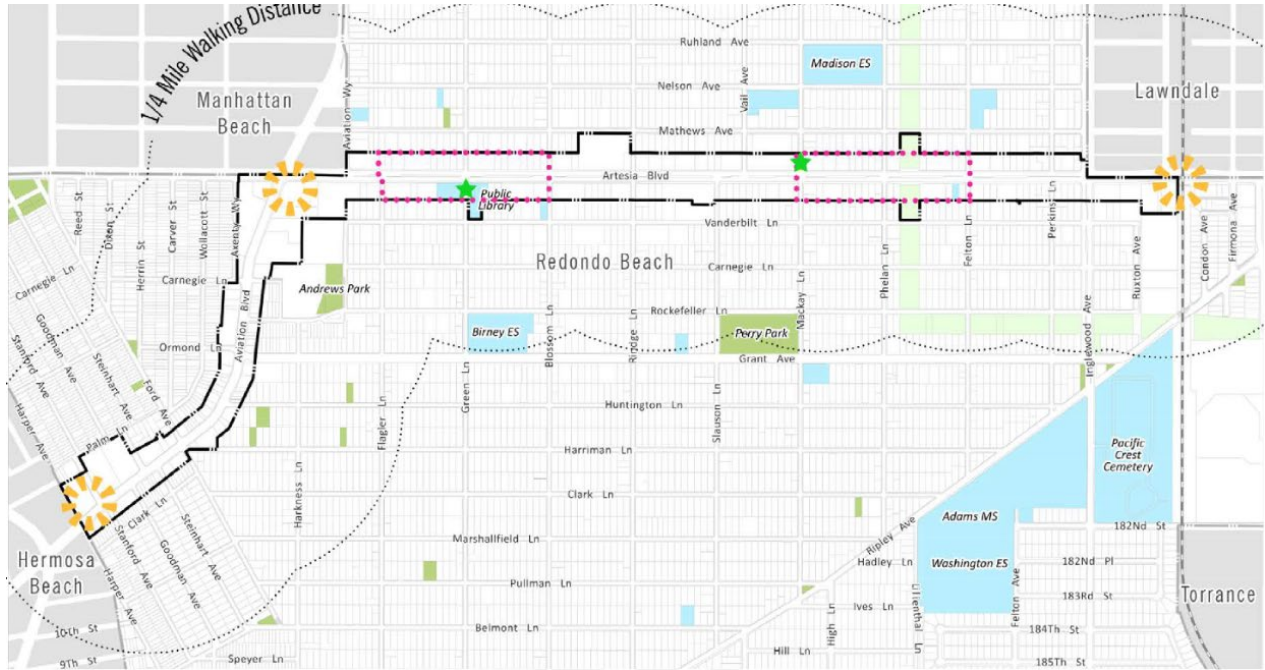 1/4 Mile Walking Distance
Manhattan
Beach
Lawndale
Ruhland Ave
Madison ES
Nelson Ave
Vail Ave
Mathews Ave
Aviation Wy
Artesia Blvd
Public
Library
Vanderbilt Ln
Redondo Beach
Carnegie Ln
Reed St
Dixon St
Herrin St
Carver St
Wollacott St
Axenty Wy
Carnegie Ln
Carnegie Ln
Andrews Park
Aviation Blvd
Rockefeller Ln
Birney ES
Blossom Ln
Rindge Ln
Perry Park
Grant Ave
Mackay Ln
Phelan Ln
Felton Ln
Perkins Ln
Ruxton Ave
Condon Ave
Firmona Ave
Inglewood Ave
Goodman Ave
Stanford Ave
Steinhart Ave
Harper Ave
Ormond Ln
Ford Ave
Palm Ln
Green Ln
Flagler Ln
Huntington Ln
Slauson Ln
Harriman Ln
Harkness Ln
Clark Ln
Clark Ln
Pacific
Crest
Cemetery
Adams MS
182Nd St
Ripley Ave
Marshallfield Ln
Hermosa
Beach
Stanford Ave
Goodman Ave
Steinhart Ave
Harper Ave
Hadley Ln
Washington ES
182Nd Pl
Pullman Ln
183Rd St
Torrance
Ives Ln
High Ln
Lilienthal Ln
Felton Ave
Belmont Ln
184Th St
10Th St
9Th St
Speyer Ln
Hill Ln
185Th St